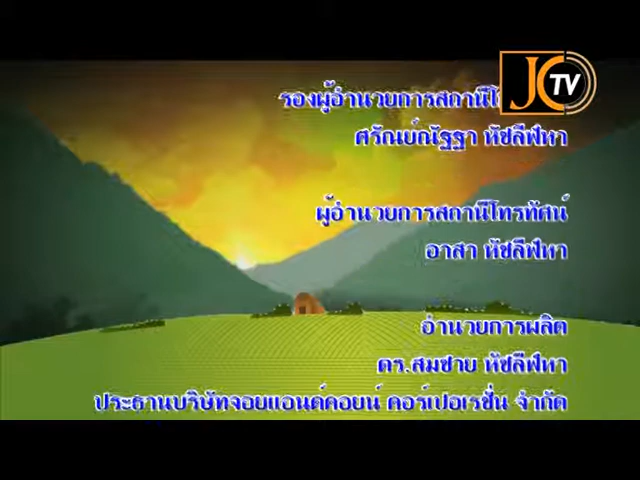 JC TV
รองผู้อำนวยการสถานีโ
ศรัณย์ณัฐฐา หัชลีฬหา
ผู้อำนวยการสถานีโทรทัศน์
อาสา หัชลีฬหา
อำนวยการผลิต
ดร.สมชาย หัชลีฬหา
ประธานบริษัทจอยแอนด์คอยน์ คอร์เปอเรชั่น จำกัด